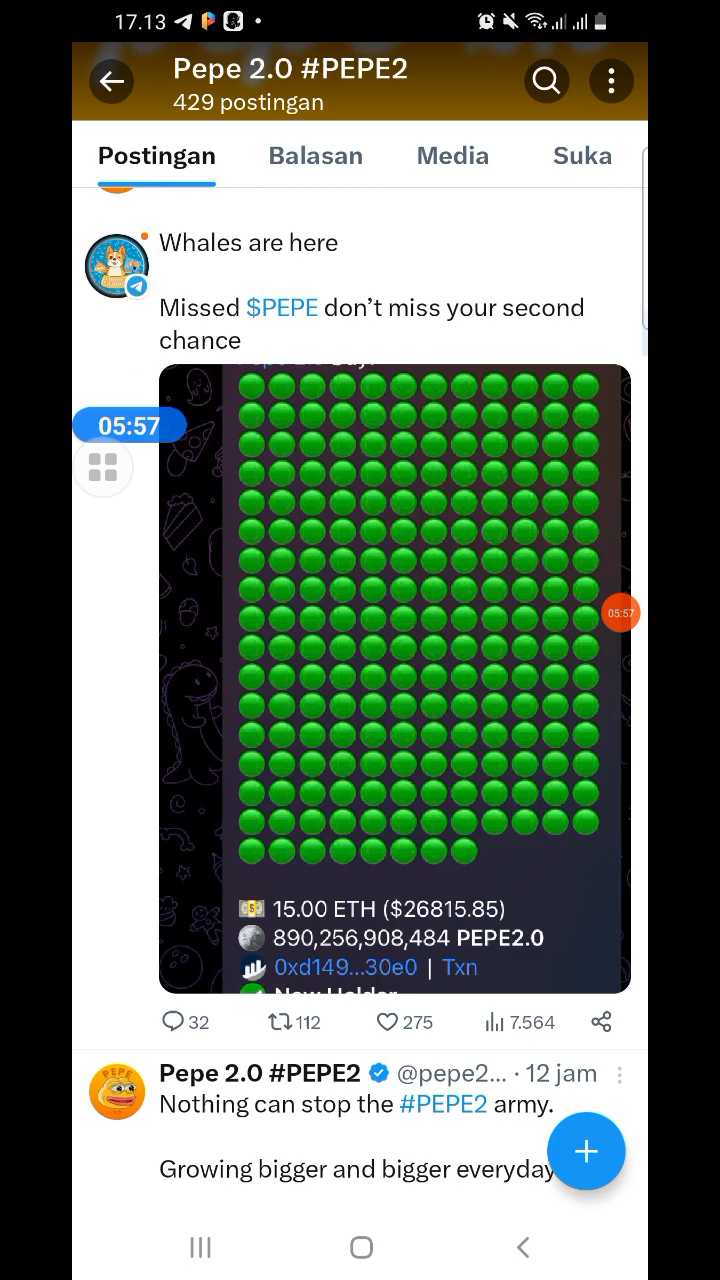 17.13
Pepe 2.0 #PEPE2
429 postingan
Postingan Balasan Media Suka
Whales are here
Missed $PEPE don’t miss your second
chance
05:57
05:57
15.00 ETH ($26815.85)
890,256,908,484 PEPE2.0
0xd149...30e0 | Txn
New Holder
32 112 275 7.564
Pepe 2.0 #PEPE2 @pepe2... · 12 jam
PEPE
Nothing can stop the #PEPE2 army.
Growing bigger and bigger everyday